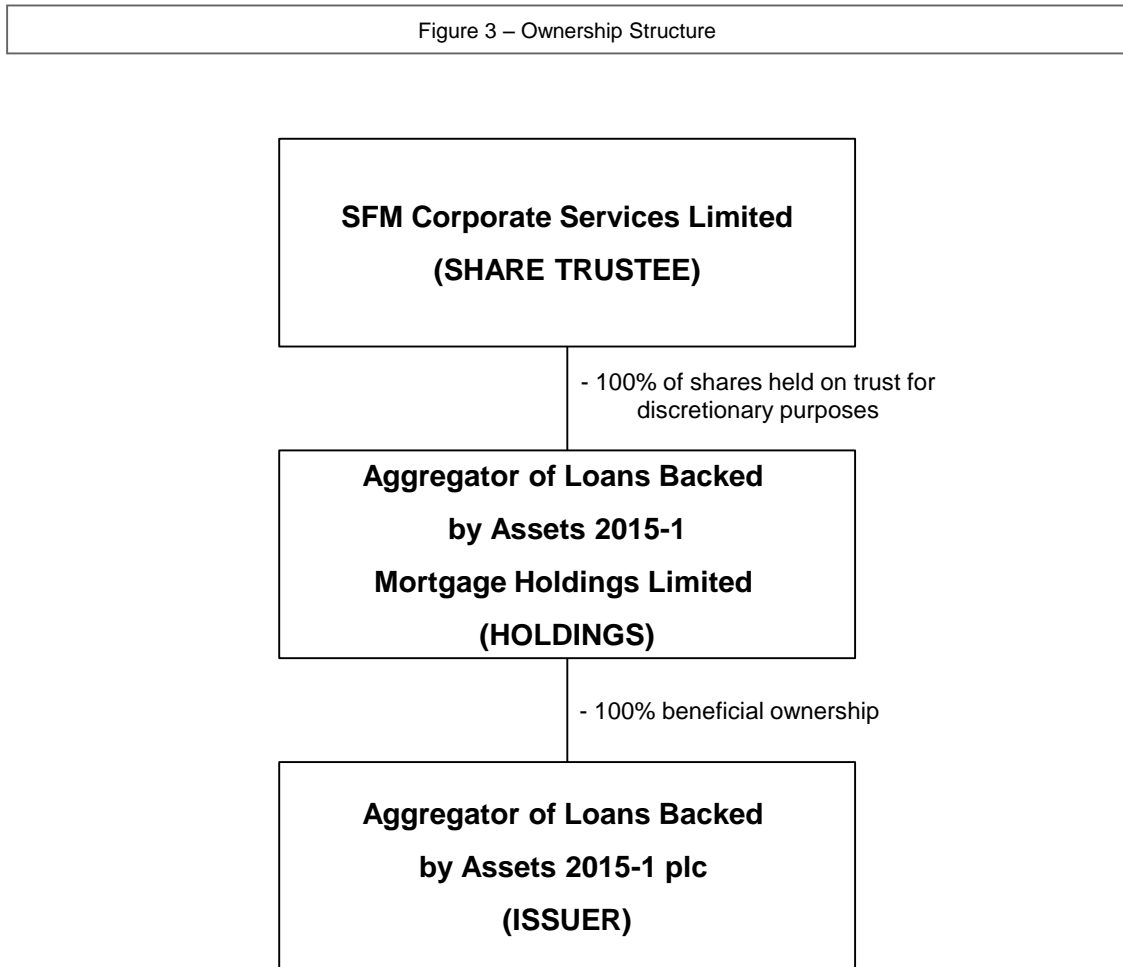 Figure 3 – Ownership Structure
SFM Corporate Services Limited
(SHARE TRUSTEE)
- 100% of shares held on trust for
discretionary purposes
Aggregator of Loans Backed
by Assets 2015-1
Mortgage Holdings Limited
(HOLDINGS)
- 100% beneficial ownership
Aggregator of Loans Backed
by Assets 2015-1 plc
(ISSUER)